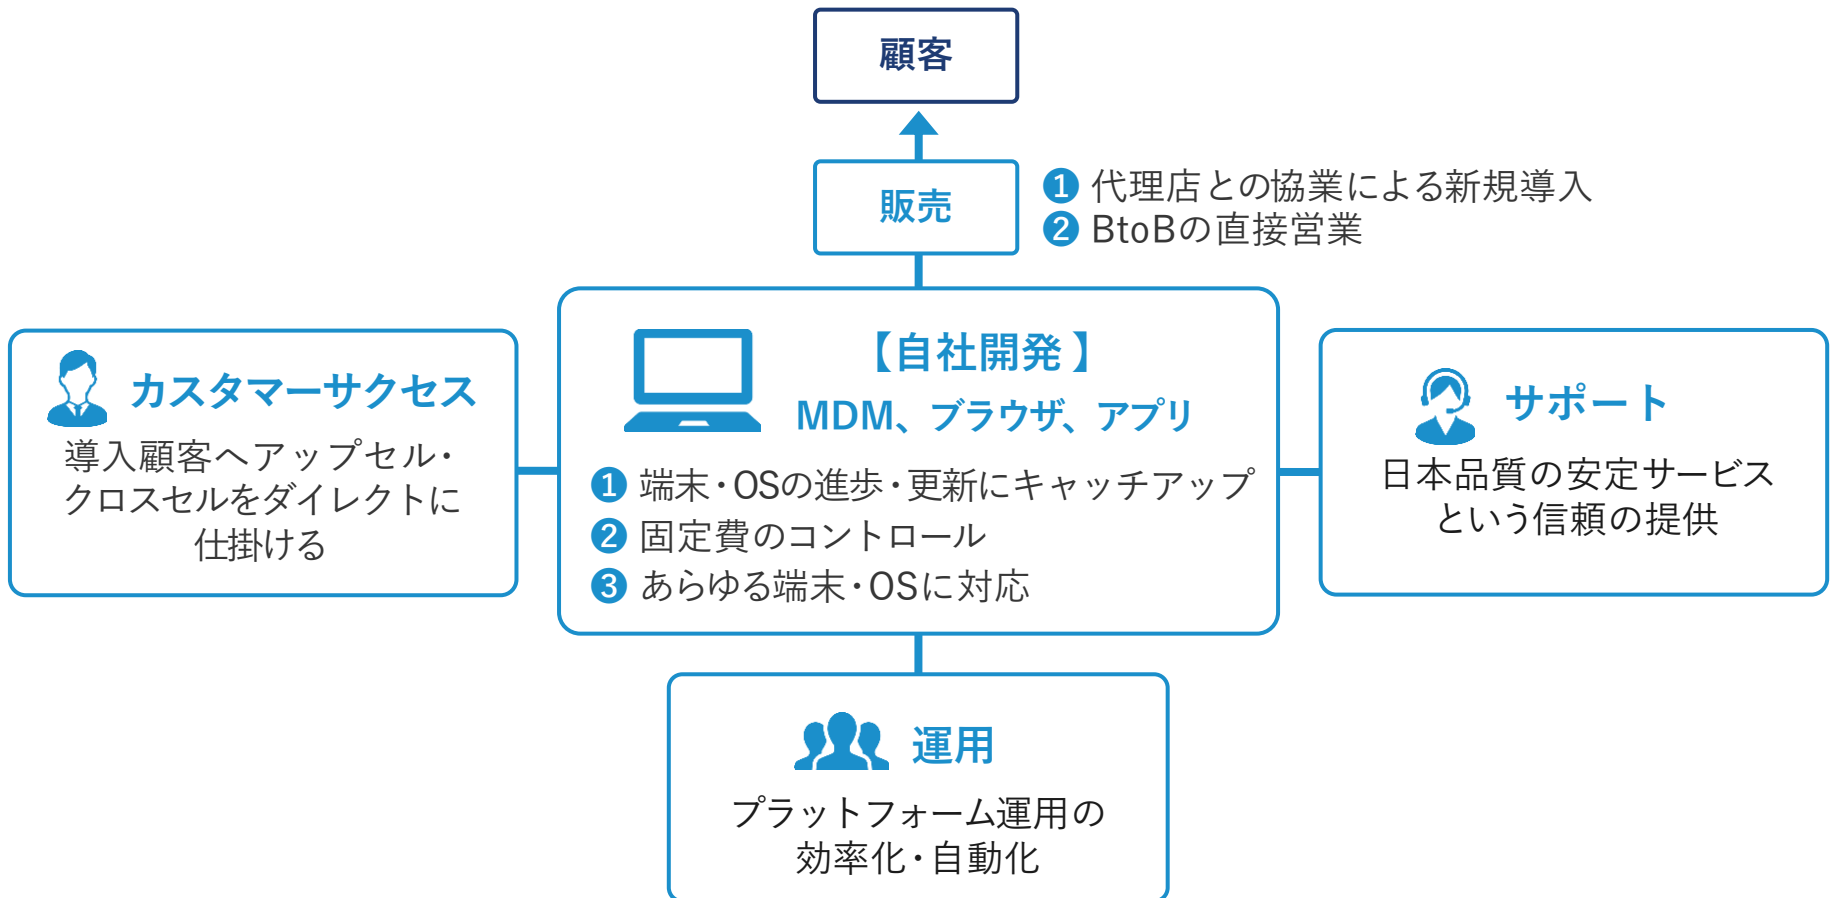 顧客
販売
❶ 代理店との協業による新規導入
❷ BtoBの直接営業
カスタマーサクセス
導入顧客へアップセル・
クロスセルをダイレクトに
仕掛ける
【自社開発】
MDM、ブラウザ、アプリ
❶ 端末・OSの進歩・更新にキャッチアップ
❷ 固定費のコントロール
❸ あらゆる端末・OSに対応
サポート
日本品質の安定サービス
という信頼の提供
運用
プラットフォーム運用の
効率化・自動化